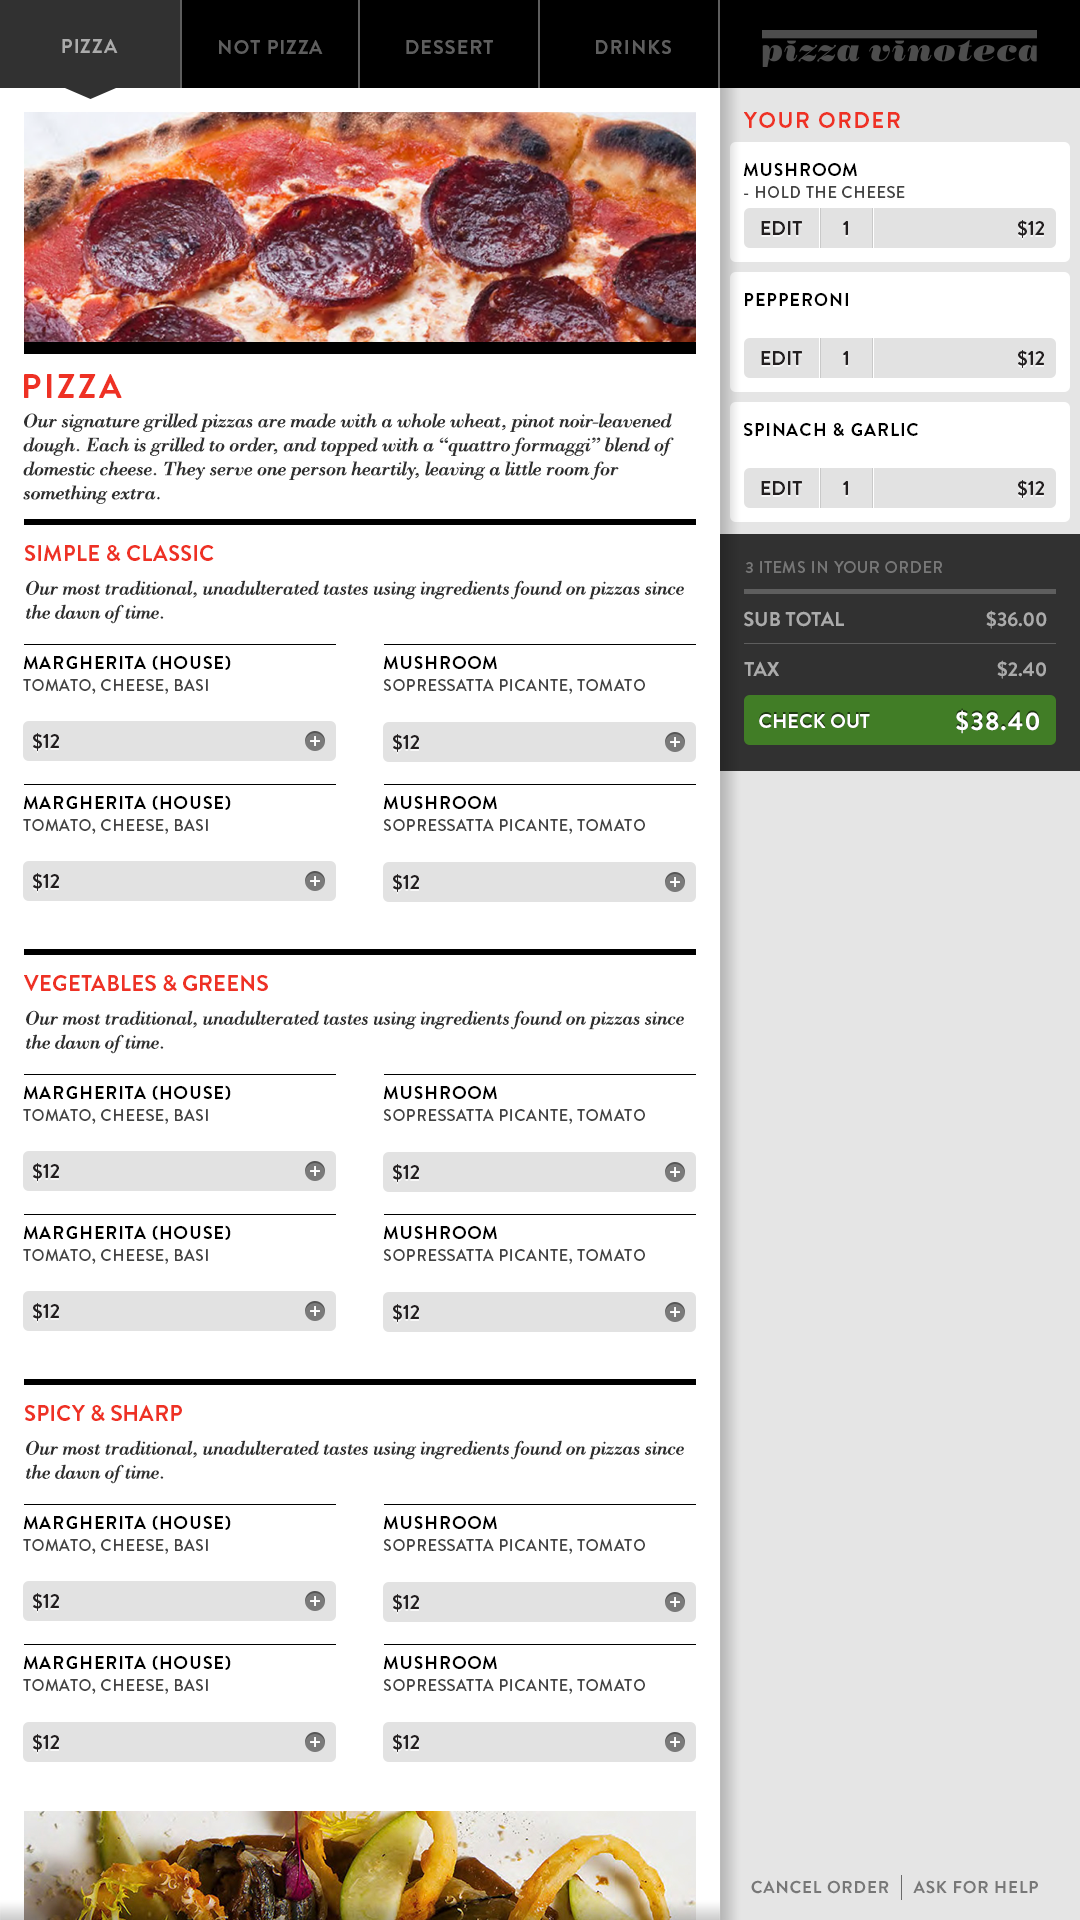 PIZZA
NOT PIZZA
DESSERT
DRINKS
pizza vinoteca
PIZZA
Our signature grilled pizzas are made with a whole wheat, pinot noir-leavened
dough. Each is grilled to order, and topped with a “quattro formaggi” blend of
domestic cheese. They serve one person heartily, leaving a little room for
something extra.
SIMPLE & CLASSIC
Our most traditional, unadulterated tastes using ingredients found on pizzas since
the dawn of time.
MARGHERITA (HOUSE)
TOMATO, CHEESE, BASI
$12
MUSHROOM
SOPRESSATTA PICANTE, TOMATO
$12
MARGHERITA (HOUSE)
TOMATO, CHEESE, BASI
$12
MUSHROOM
SOPRESSATTA PICANTE, TOMATO
$12
VEGETABLES & GREENS
Our most traditional, unadulterated tastes using ingredients found on pizzas since
the dawn of time.
MARGHERITA (HOUSE)
TOMATO, CHEESE, BASI
$12
MUSHROOM
SOPRESSATTA PICANTE, TOMATO
$12
MARGHERITA (HOUSE)
TOMATO, CHEESE, BASI
$12
MUSHROOM
SOPRESSATTA PICANTE, TOMATO
$12
SPICY & SHARP
Our most traditional, unadulterated tastes using ingredients found on pizzas since
the dawn of time.
MARGHERITA (HOUSE)
TOMATO, CHEESE, BASI
$12
MUSHROOM
SOPRESSATTA PICANTE, TOMATO
$12
MARGHERITA (HOUSE)
TOMATO, CHEESE, BASI
$12
MUSHROOM
SOPRESSATTA PICANTE, TOMATO
$12
YOUR ORDER
MUSHROOM
- HOLD THE CHEESE
EDIT 1 $12
PEPPERONI
EDIT 1 $12
SPINACH & GARLIC
EDIT 1 $12
3 ITEMS IN YOUR ORDER
SUB TOTAL $36.00
TAX $2.40
CHECK OUT $38.40
CANCEL ORDER
ASK FOR HELP